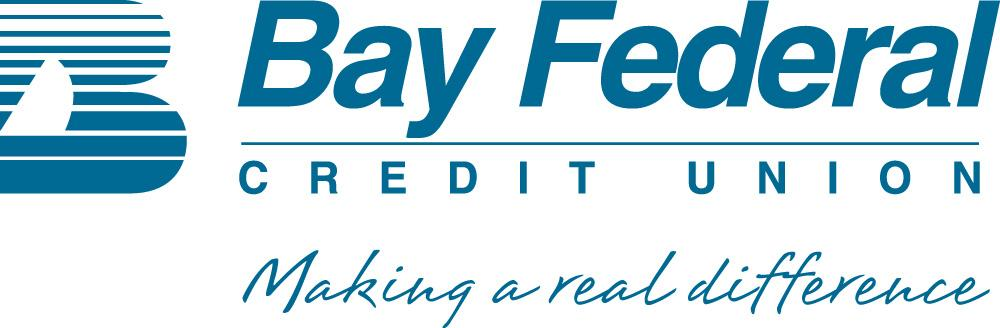 Bay Federal
CREDIT UNION
Making a real difference